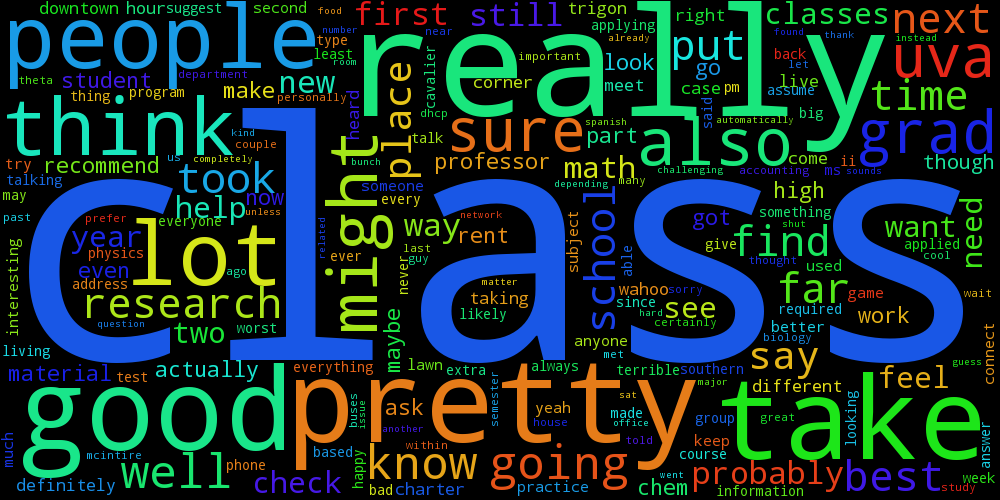 downtown hour suggest second food trigon right classes next
people first still type number applying already look put near found thank instead uva
theta student department new least room cavalier important go back let
thing program make personally corner meet case pm live assume time
think place heard dhcp really said big
kind couple sure talk spanish automatically also grad
try recommend us completely might bunch professor math part challenging come ii though
talking took someone depending many accounting ms sounds
may help now every school high
past prefer everyone unless way network got something want need
year physics lot related ever last subject able give find shut applied
interesting even ago guy rent thought used cool
address class never matter wahoo sorry far game wait
research taking since see required work
question two worst likely hard certainly better connect
living maybe anyone biology
material test actually everything lawn extra always met terrible southern say different feel guess
good pretty semester sat major take
buses issue ask yeah made group great looking
much mcintire another house office told keep course answer
well phone based happy know within going chem probably best week
definitely check bad charter practice went information study